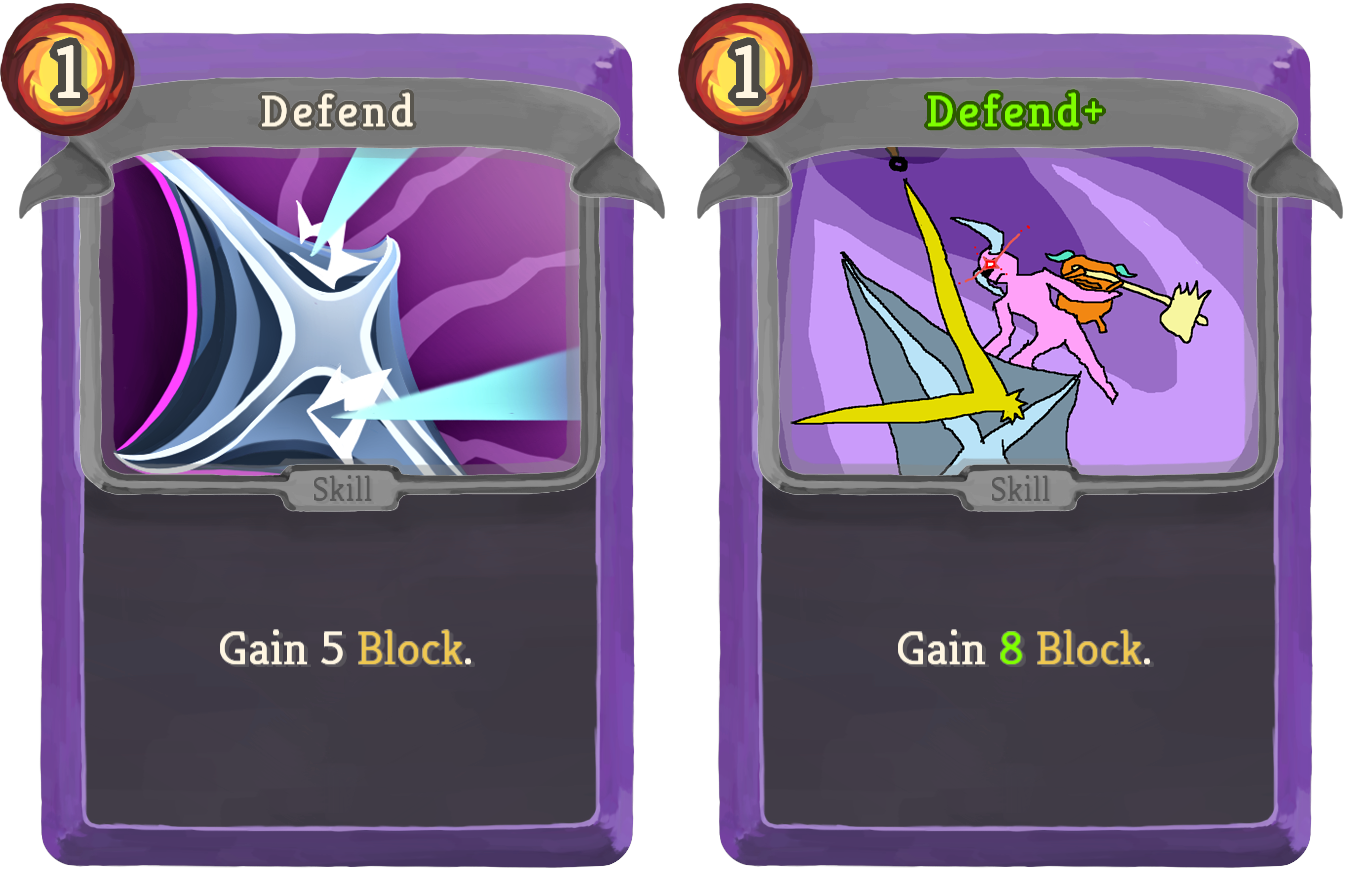 1
Defend
Skill
Gain 5 Block.
1
Defend+
Skill
Gain 8 Block.